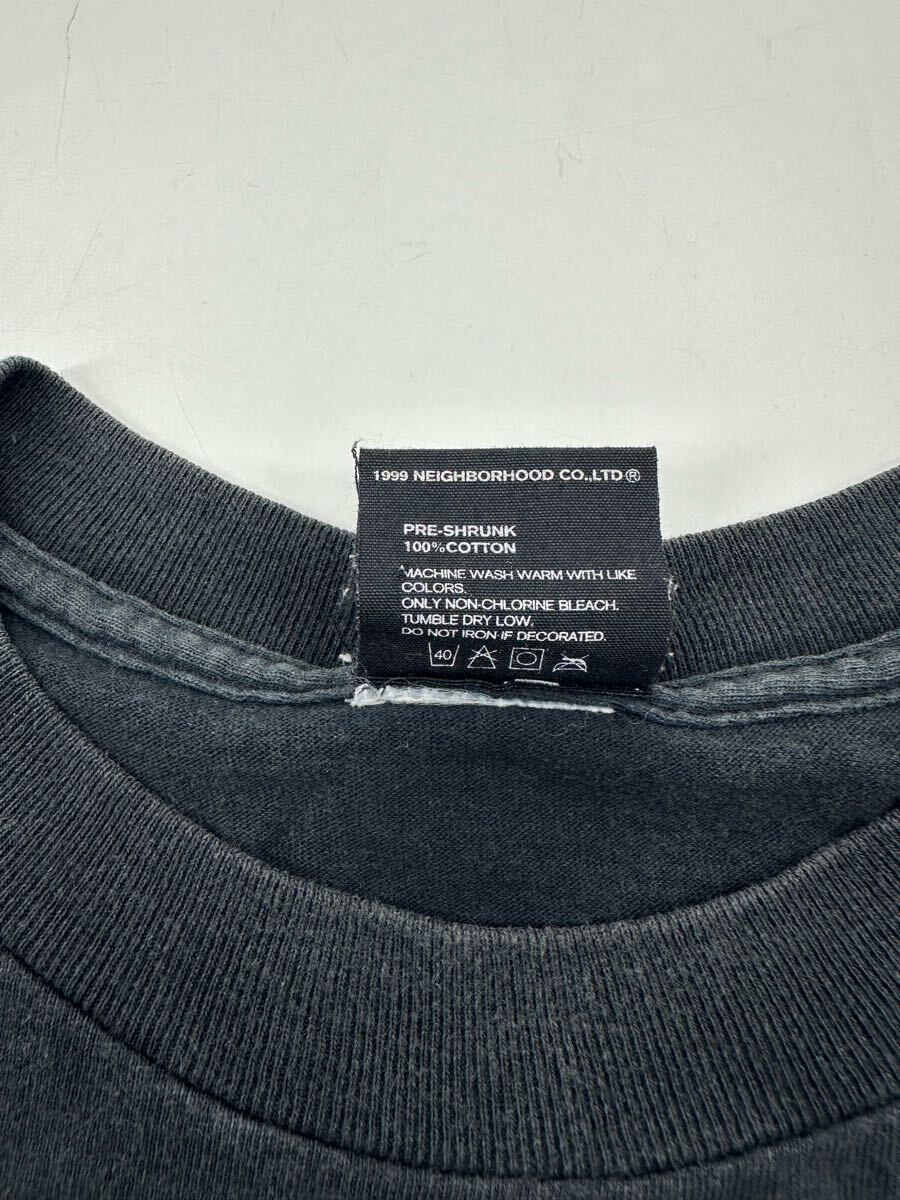 1999 NEIGHBORHOOD CO.,LTD®
PRE-SHRUNK
100%COTTON
MACHINE WASH WARM WITH LIKE
COLORS.
ONLY NON-CHLORINE BLEACH.
TUMBLE DRY LOW.
DO NOT IRON IF DECORATED.
40